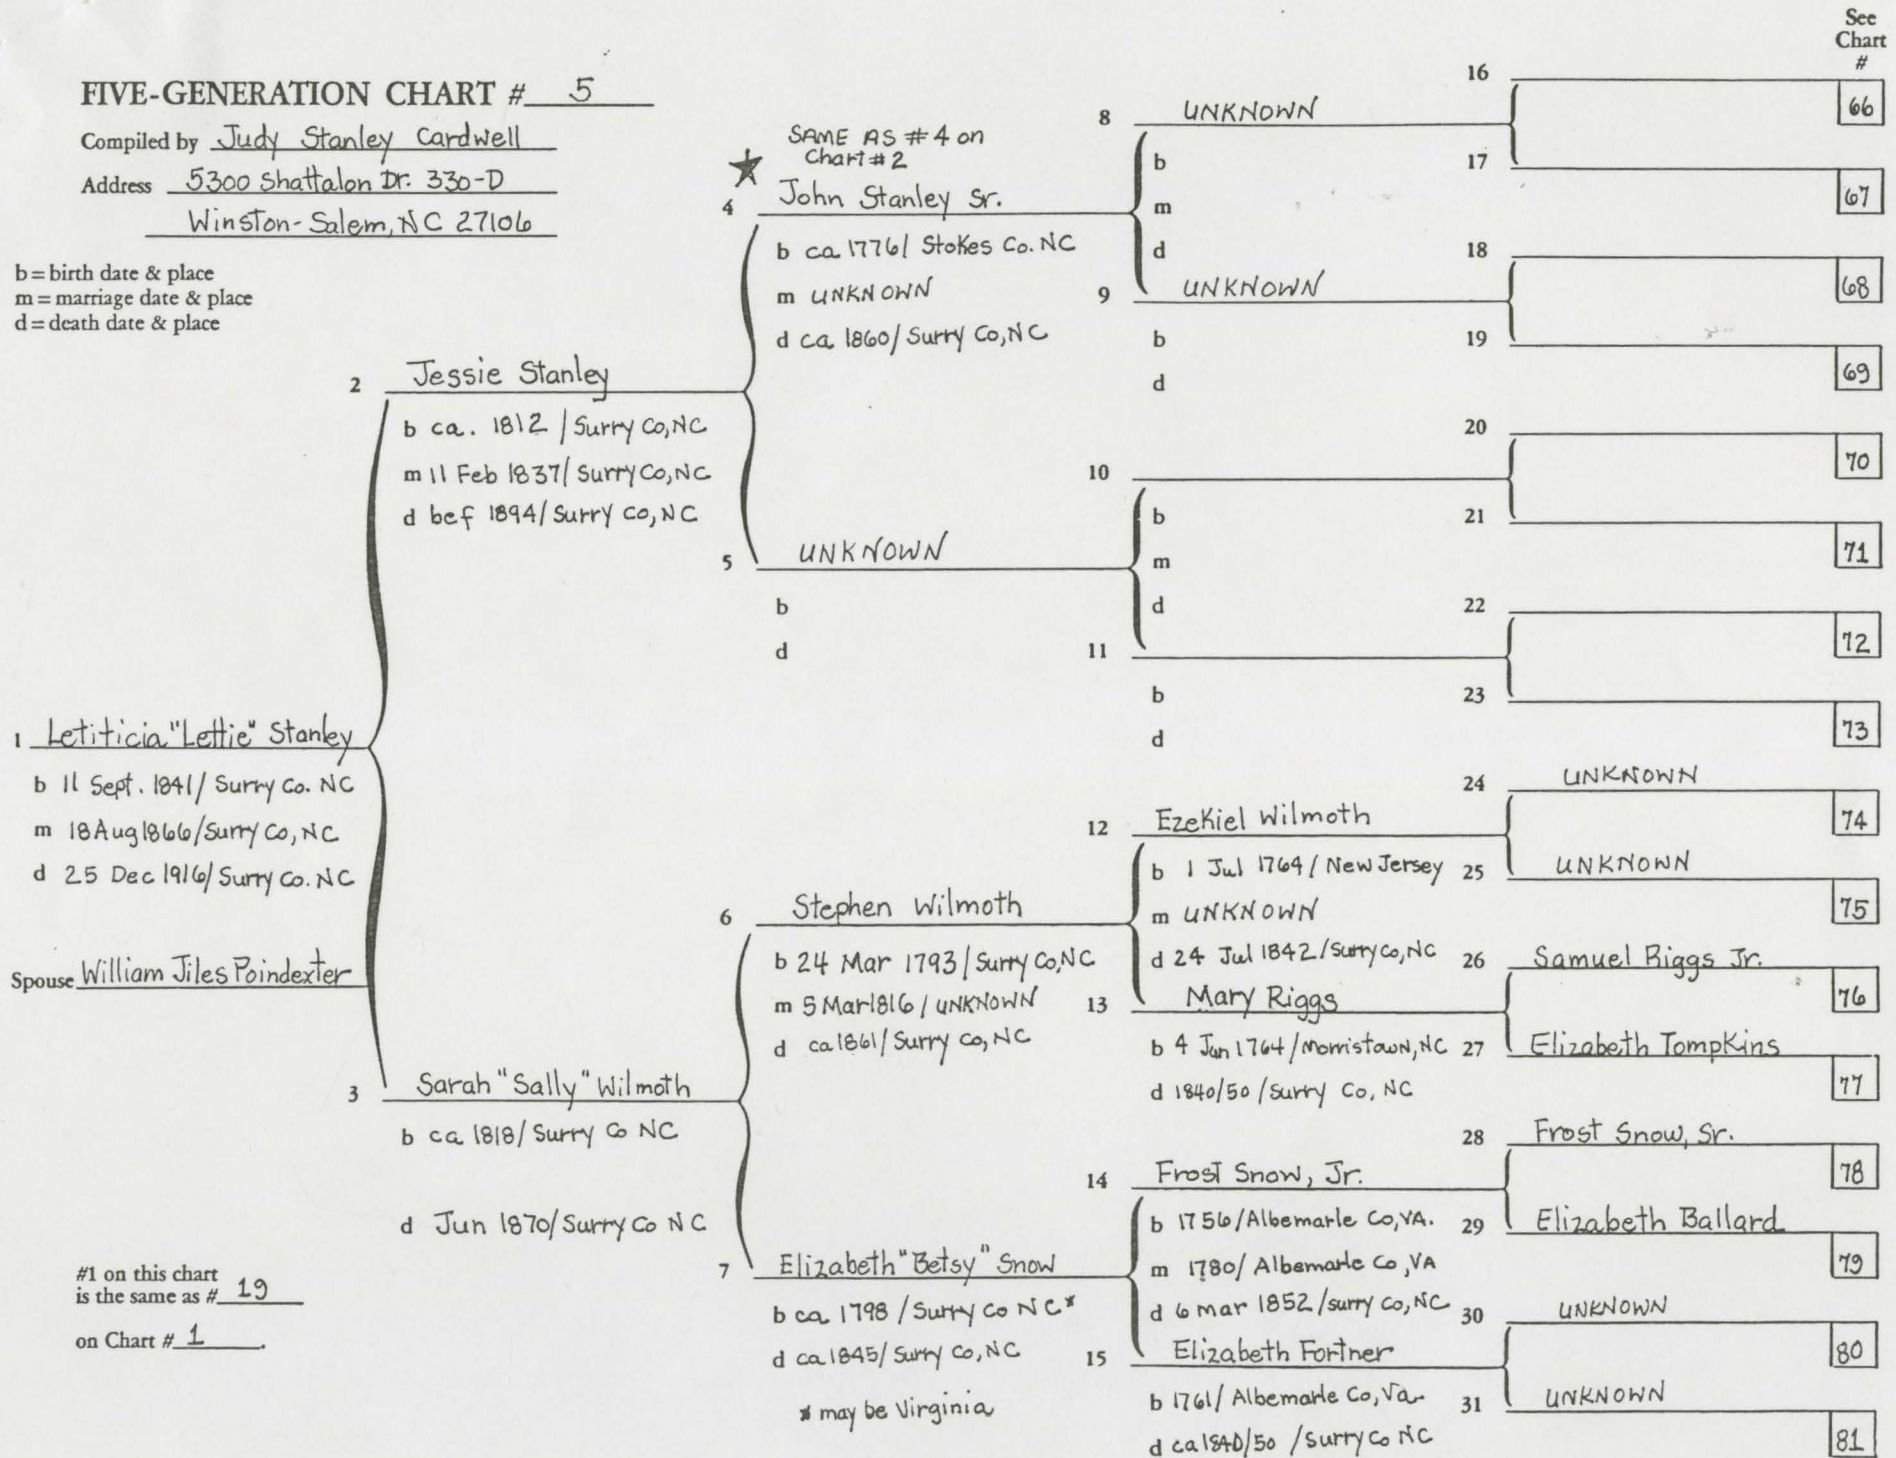 See
Chart
#
FIVE-GENERATION CHART # 5
Compiled by Judy Stanley Cardwell
Address 5300 Shattalon Dr. 330-D
Winston-Salem, NC 27106
b = birth date & place
m = marriage date & place
d = death date & place
1 Letiticia "Lettie" Stanley
b 11 Sept. 1841/ Surry Co. NC
m 18 Aug 1866/Surry Co, NC
d 25 Dec 1916/ Surry Co. NC
Spouse William Jiles Poindexter
#1 on this chart
is the same as # 19
on Chart # 1.
2 Jessie Stanley
b ca. 1812 / Surry Co, NC
m 11 Feb 1837/ Surry Co, NC
d bef 1894/ Surry Co, NC
3 Sarah "Sally" Wilmoth
b ca 1818/ Surry Co NC
d Jun 1870/ Surry Co NC
SAME AS #4 on
Chart #2
★
4 John Stanley Sr.
b ca 1776/ Stokes Co. NC
m UNKNOWN
d ca 1860/ Surry Co, NC
5 UNKNOWN
b
d
6 Stephen Wilmoth
b 24 Mar 1793/ Surry Co, NC
m 5 Mar 1816 / UNKNOWN
d ca 1861/ Surry Co, NC
7 Elizabeth "Betsy" Snow
b ca 1798 / Surry Co NC*
d ca 1845/ Surry Co, NC
* may be Virginia
8 UNKNOWN
b
m
d
9 UNKNOWN
b
d
10
b
m
d
11
b
d
12 Ezekiel Wilmoth
b 1 Jul 1764 / New Jersey
m UNKNOWN
d 24 Jul 1842 / Surry Co, NC
13 Mary Riggs
b 4 Jan 1764 / Morristown, NC
d 1840/50 / Surry Co, NC
14 Frost Snow, Jr.
b 1756/Albemarle Co, VA.
m 1780/ Albemarle Co, VA
d 6 mar 1852 / surry Co, NC
15 Elizabeth Fortner
b 1761/ Albemarle Co, Va.
d ca 1840/50 / Surry Co NC
16
66
17
67
18
68
19
69
20
70
21
71
22
72
23
73
24 UNKNOWN
74
25 UNKNOWN
75
26 Samuel Riggs Jr.
76
27 Elizabeth Tompkins
77
28 Frost Snow, Sr.
78
29 Elizabeth Ballard
79
30 UNKNOWN
80
31 UNKNOWN
81